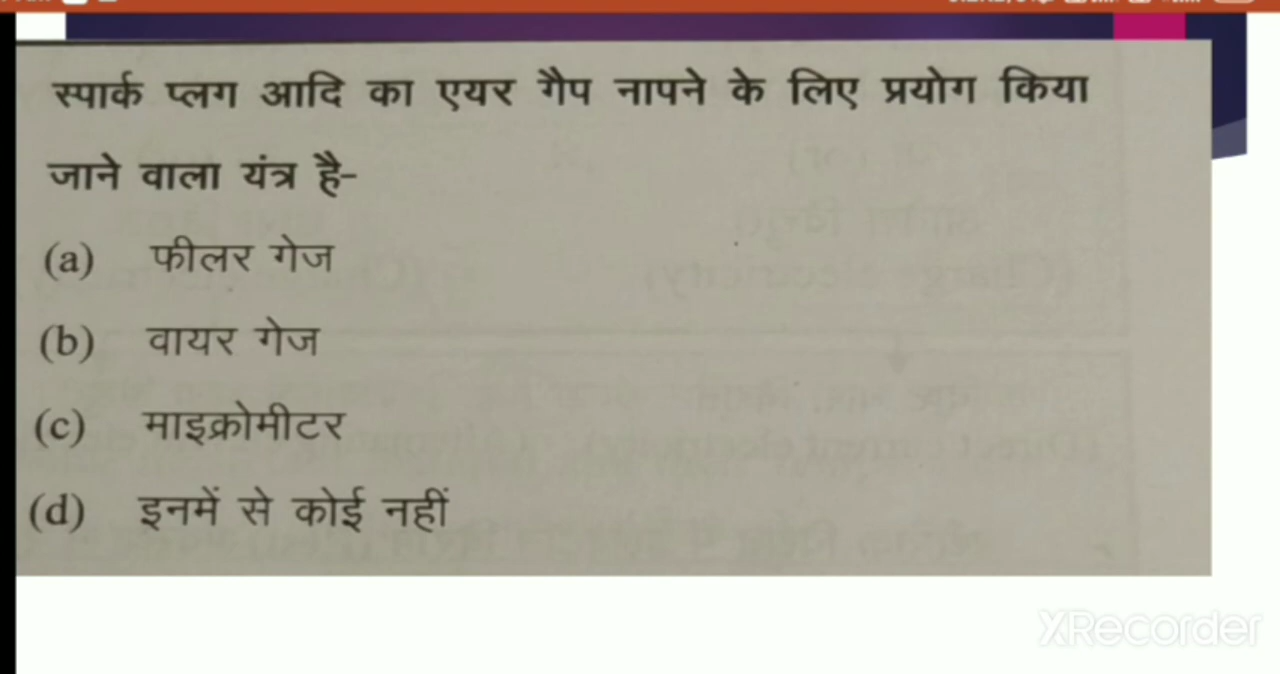 स्पार्क प्लग आदि का एयर गैप नापने के लिए प्रयोग किया
जाने वाला यंत्र है-
(a) फीलर गेज
(b) वायर गेज
(c) माइक्रोमीटर
(d) इनमें से कोई नहीं
XRecorder